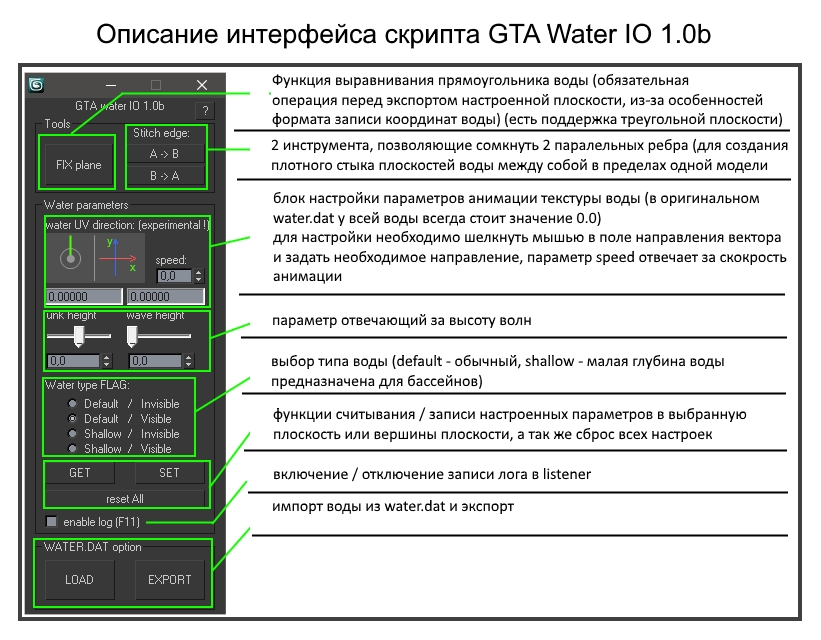 Описание интерфейса скрипта GTA Water IO 1.0b
GTA water IO 1.0b
?
Tools
FIX plane
Stitch edge:
A -> B
B -> A
Water parameters
water UV direction: (experimental !)
y
x
speed:
0,0
0.00000 0.00000
unk height wave height
0,0 0,0
Water type FLAG:
Default / Invisible
Default / Visible
Shallow / Invisible
Shallow / Visible
GET SET
reset All
enable log (F11)
WATER.DAT option
LOAD EXPORT
Функция выравнивания прямоугольника воды (обязательная
операция перед экспортом настроенной плоскости, из-за особенностей
формата записи координат воды) (есть поддержка треугольной плоскости)
2 инструмента, позволяющие сомкнуть 2 паралельных ребра (для создания
плотного стыка плоскостей воды между собой в пределах одной модели
блок настройки параметров анимации текстуры воды (в оригинальном
water.dat у всей воды всегда стоит значение 0.0)
для настройки необходимо шелкнуть мышью в поле направления вектора
и задать необходимое направление, параметр speed отвечает за скокрость
анимации
параметр отвечающий за высоту волн
выбор типа воды (default - обычный, shallow - малая глубина воды
предназначена для бассейнов)
функции считывания / записи настроенных параметров в выбранную
плоскость или вершины плоскости, а так же сброс всех настроек
включение / отключение записи лога в listener
импорт воды из water.dat и экспорт